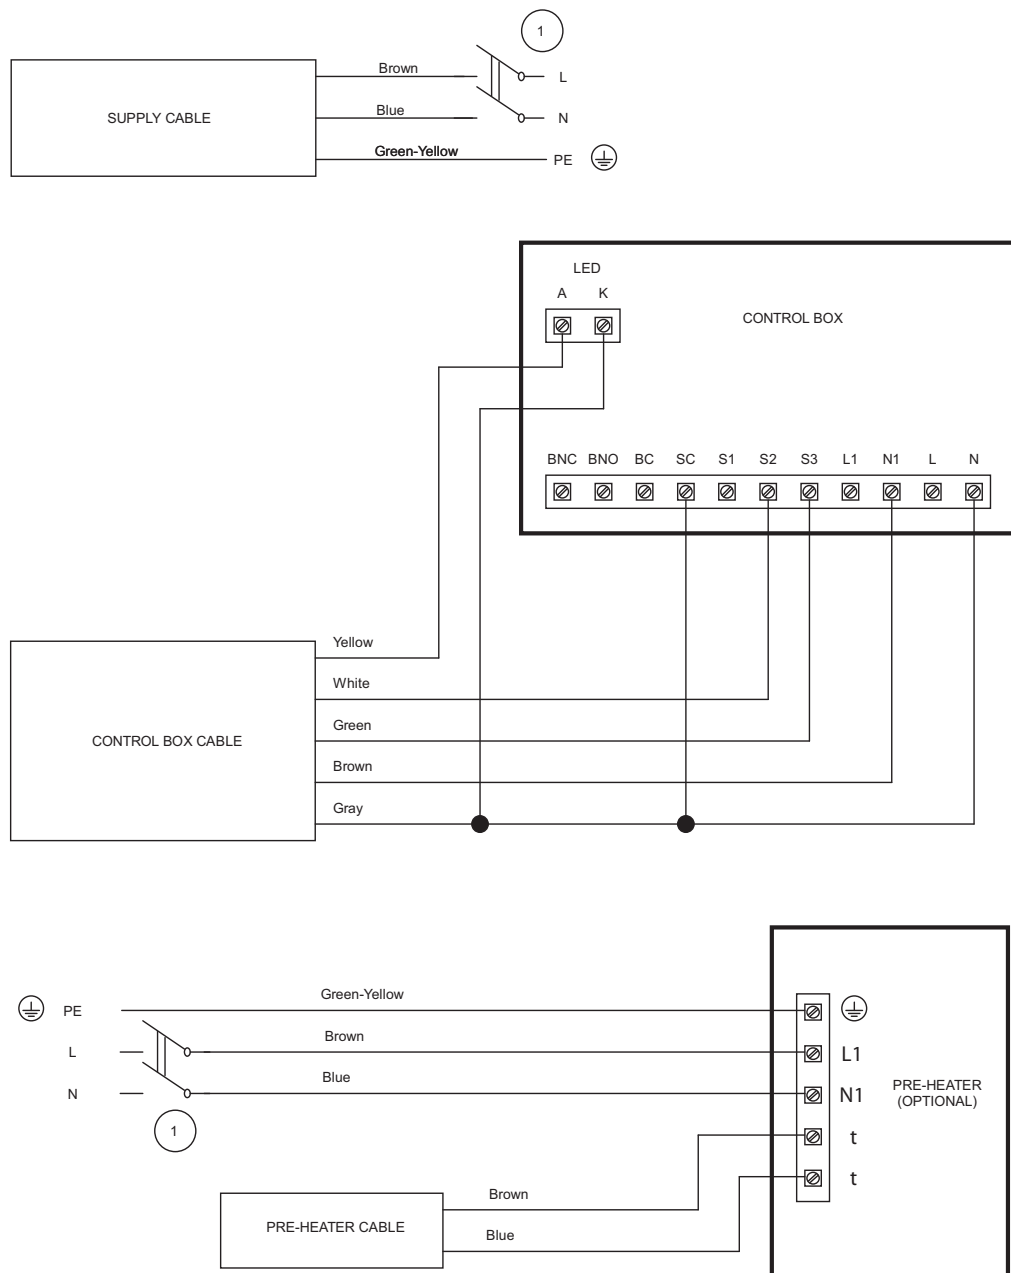 1
Brown
L
SUPPLY CABLE
Blue
N
Green-Yellow
PE
LED
A K
CONTROL BOX
BNC BNO BC SC S1 S2 S3 L1 N1 L N
Yellow
White
Green
CONTROL BOX CABLE
Brown
Gray
Green-Yellow
PE
Brown
L
L1
Blue
N
N1
PRE-HEATER
(OPTIONAL)
1
t
t
Brown
PRE-HEATER CABLE
Blue